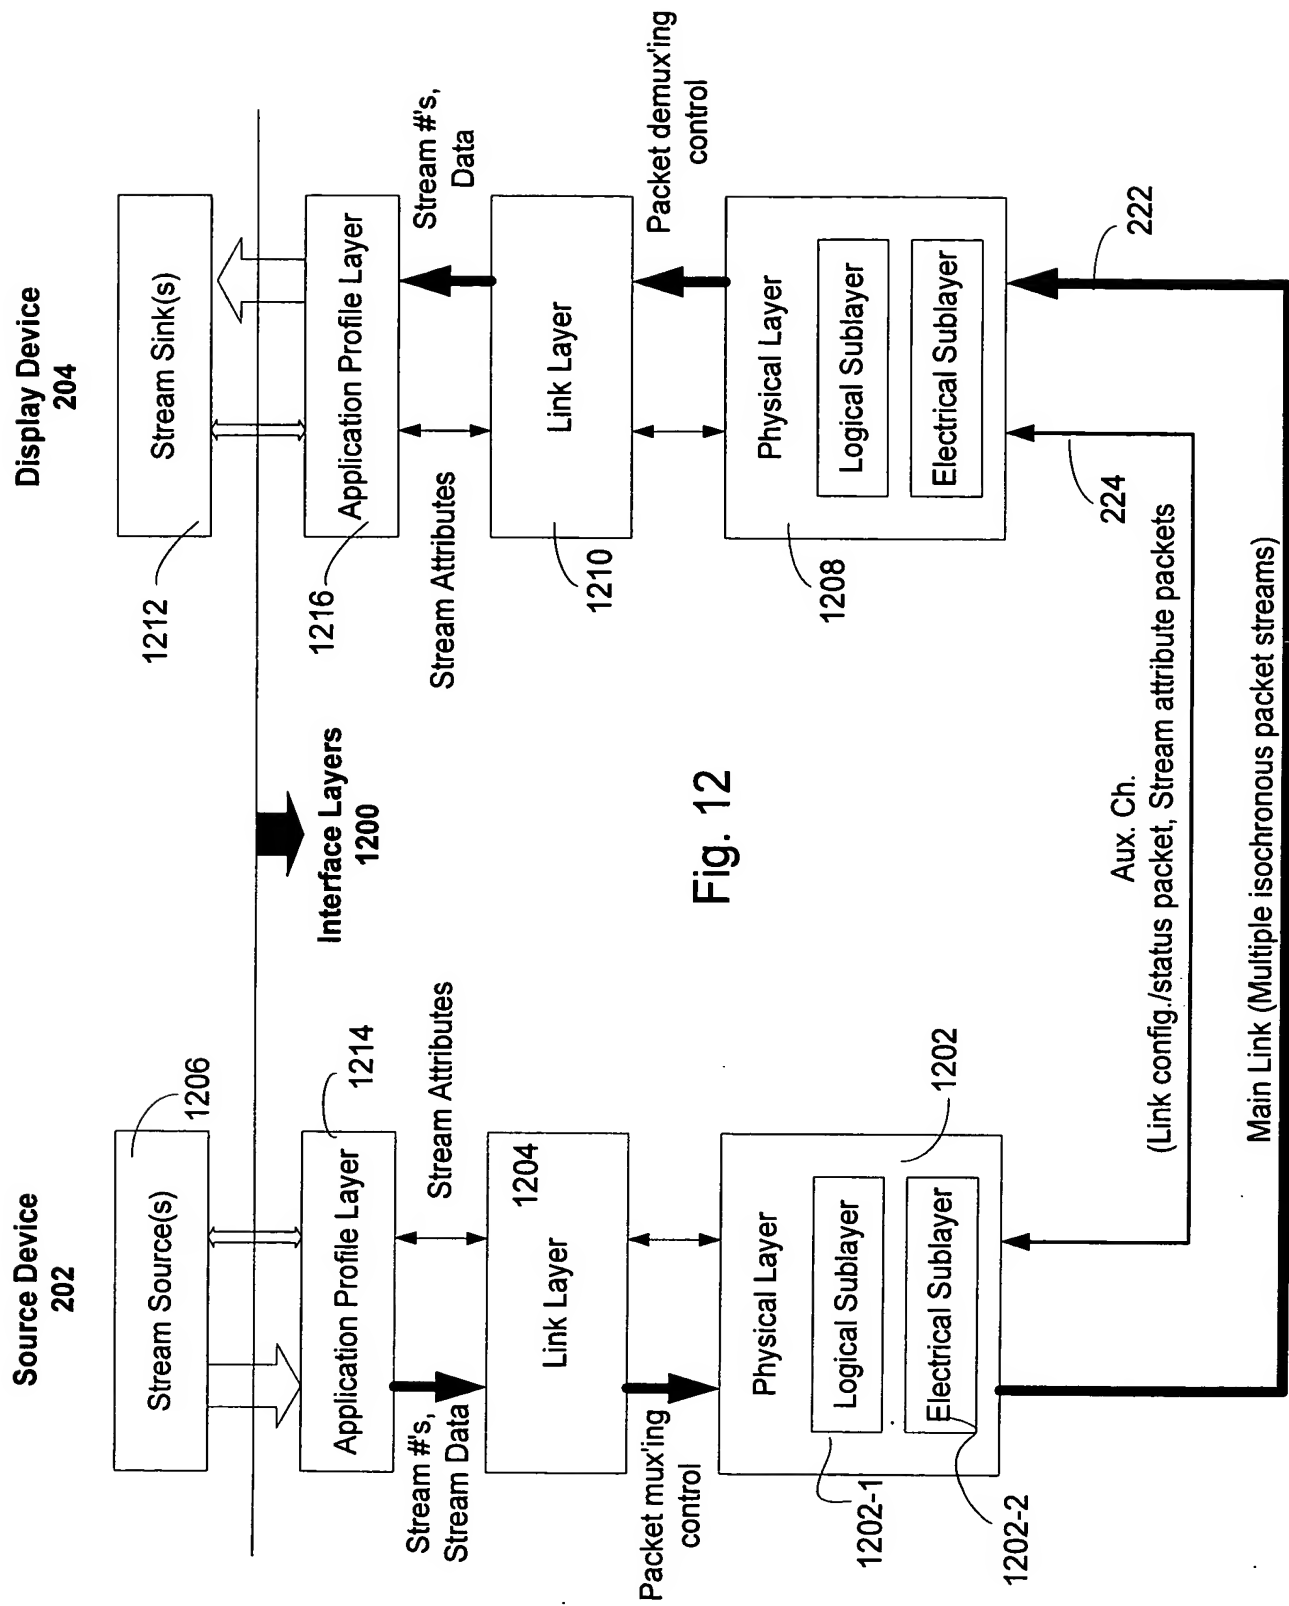 Source Device
202
Display Device
204
Stream Source(s)
1206
Stream Sink(s)
1212
Interface Layers
1200
Application Profile Layer
1214
Application Profile Layer
1216
Stream #'s,
Stream Data
Stream Attributes
Stream Attributes
Stream #'s,
Data
Link Layer
1204
Link Layer
1210
Packet mux'ing
control
Packet demux'ing
control
Fig. 12
Physical Layer
Logical Sublayer
Electrical Sublayer
1202
1202-1
1202-2
Physical Layer
Logical Sublayer
Electrical Sublayer
1208
224
222
Aux. Ch.
(Link config./status packet, Stream attribute packets
Main Link (Multiple isochronous packet streams)